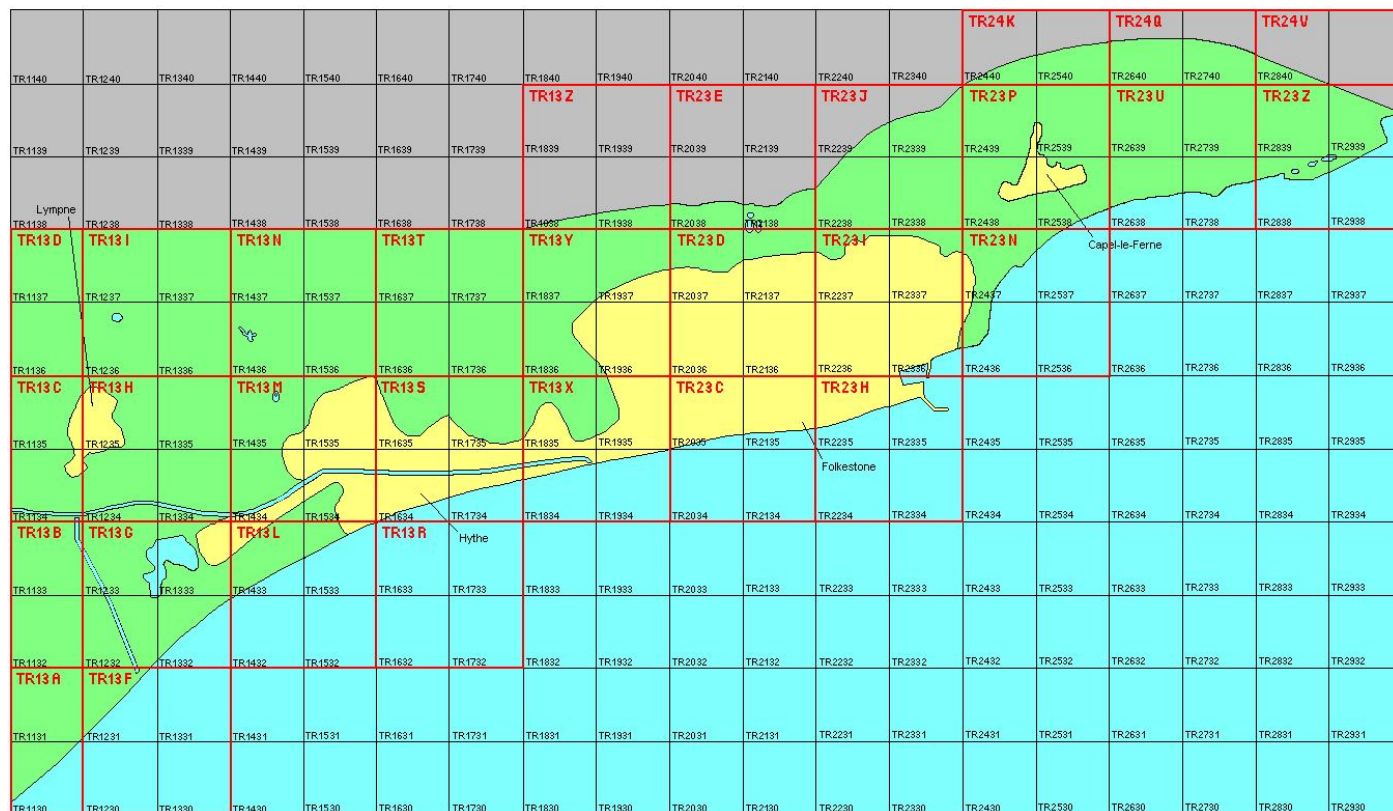 TR24K TR24Q TR24V
TR1140 TR1240 TR1340 TR1440 TR1540 TR1640 TR1740 TR1840 TR1940 TR2040 TR2140 TR2240 TR2340 TR2440 TR2540 TR2640 TR2740 TR2840
TR13Z TR23E TR23J TR23P TR23U TR23Z
TR1139 TR1239 TR1339 TR1439 TR1539 TR1639 TR1739 TR1839 TR1939 TR2039 TR2139 TR2239 TR2339 TR2439 TR2539 TR2639 TR2739 TR2839 TR2939
Lympne
TR1138 TR1238 TR1338 TR1438 TR1538 TR1638 TR1738 TR1938 TR2038 TR2138 TR2238 TR2338 TR2438 TR2538 TR2638 TR2738 TR2838 TR2938
TR13D TR13I TR13N TR13T TR13Y TR23D TR23I TR23N
Capel-le-Ferne
TR1137 TR1237 TR1337 TR1437 TR1537 TR1637 TR1737 TR1837 TR1937 TR2037 TR2137 TR2237 TR2337 TR2437 TR2537 TR2637 TR2737 TR2837 TR2937
TR1136 TR1236 TR1336 TR1436 TR1536 TR1636 TR1736 TR1836 TR1936 TR2036 TR2136 TR2236 TR2336 TR2436 TR2536 TR2636 TR2736 TR2836 TR2936
TR13C TR13H TR13M TR13S TR13X TR23C TR23H
TR1135 TR1235 TR1335 TR1435 TR1535 TR1635 TR1735 TR1835 TR1935 TR2035 TR2135 TR2235 TR2335 TR2435 TR2535 TR2635 TR2735 TR2835 TR2935
Folkestone
TR1134 TR1234 TR1334 TR1434 TR1534 TR1634 TR1734 TR1834 TR1934 TR2034 TR2134 TR2234 TR2334 TR2434 TR2534 TR2634 TR2734 TR2834 TR2934
TR13B TR13G TR13L TR13R
Hythe
TR1133 TR1233 TR1333 TR1433 TR1533 TR1633 TR1733 TR1833 TR1933 TR2033 TR2133 TR2233 TR2333 TR2433 TR2533 TR2633 TR2733 TR2833 TR2933
TR1132 TR1232 TR1332 TR1432 TR1532 TR1632 TR1732 TR1832 TR1932 TR2032 TR2132 TR2232 TR2332 TR2432 TR2532 TR2632 TR2732 TR2832 TR2932
TR13A TR13F
TR1131 TR1231 TR1331 TR1431 TR1531 TR1631 TR1731 TR1831 TR1931 TR2031 TR2131 TR2231 TR2331 TR2431 TR2531 TR2631 TR2731 TR2831 TR2931
TR1130 TR1230 TR1330 TR1430 TR1530 TR1630 TR1730 TR1830 TR1930 TR2030 TR2130 TR2230 TR2330 TR2430 TR2530 TR2630 TR2730 TR2830 TR2930